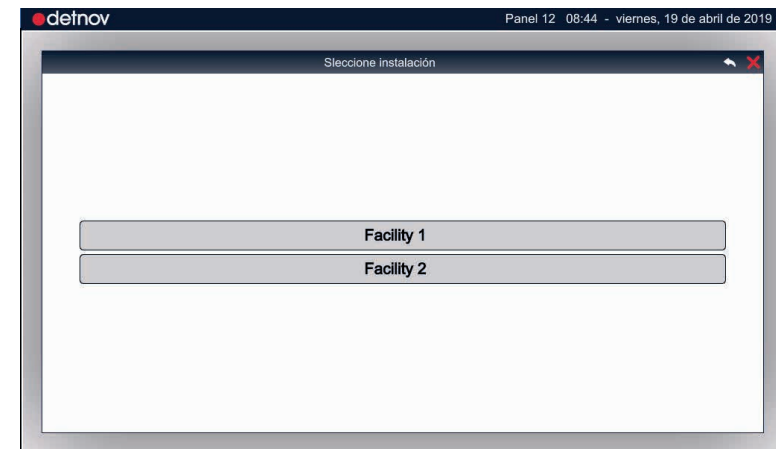 detnov Panel 12 08:44 - viernes, 19 de abril de 2019
Sleccione instalación
Facility 1
Facility 2